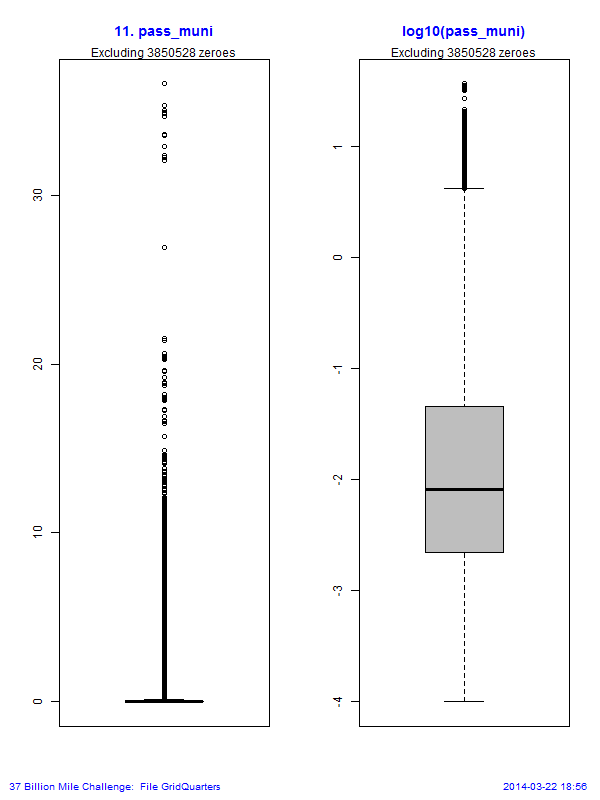 11. pass_muni
Excluding 3850528 zeroes
30
20
10
0
log10(pass_muni)
Excluding 3850528 zeroes
1
0
-1
-2
-3
-4
37 Billion Mile Challenge: File GridQuarters
2014-03-22 18:56